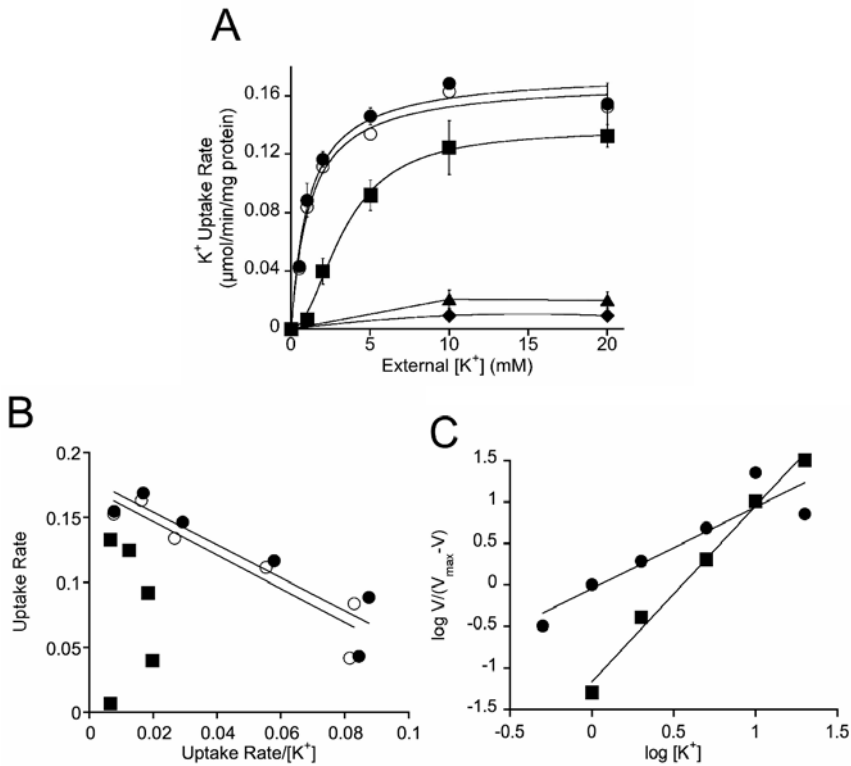 A
K⁺ Uptake Rate
(μmol/min/mg protein)
0.16
0.12
0.08
0.04
0
0 5 10 15 20
External [K⁺] (mM)
B
Uptake Rate
0.2
0.15
0.1
0.05
0
0 0.02 0.04 0.06 0.08 0.1
Uptake Rate/[K⁺]
C
log V/(Vmax-V)
1.5
1
0.5
0
-0.5
-1
-1.5
-0.5 0 0.5 1 1.5
log [K⁺]